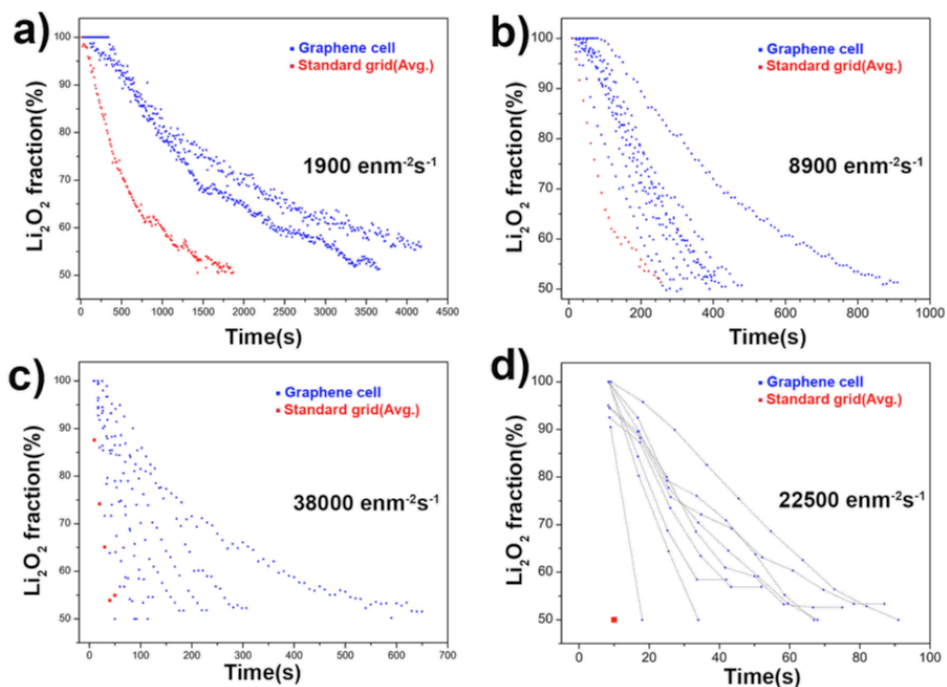 a)
Graphene cell
Standard grid(Avg.)
1900 enm⁻²s⁻¹
Li₂O₂ fraction(%)
100
90
80
70
60
50
0 500 1000 1500 2000 2500 3000 3500 4000 4500
Time(s)
b)
Graphene cell
Standard grid(Avg.)
8900 enm⁻²s⁻¹
Li₂O₂ fraction(%)
100
90
80
70
60
50
0 200 400 600 800 1000
Time(s)
c)
Graphene cell
Standard grid(Avg.)
38000 enm⁻²s⁻¹
Li₂O₂ fraction(%)
100
90
80
70
60
50
0 100 200 300 400 500 600 700
Time(s)
d)
Graphene cell
Standard grid(Avg.)
22500 enm⁻²s⁻¹
Li₂O₂ fraction(%)
100
90
80
70
60
50
0 20 40 60 80 100
Time(s)